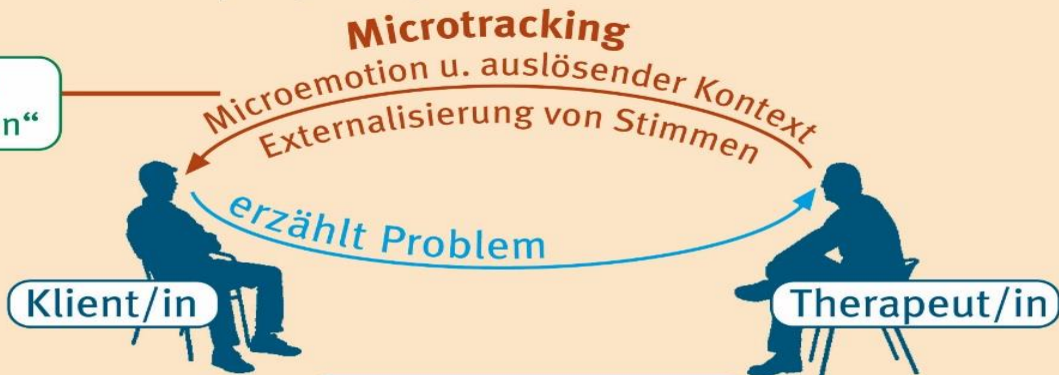 Microtracking
Microemotion u. auslösender Kontext
n“
Externalisierung von Stimmen
erzählt Problem
Klient/in
Therapeut/in